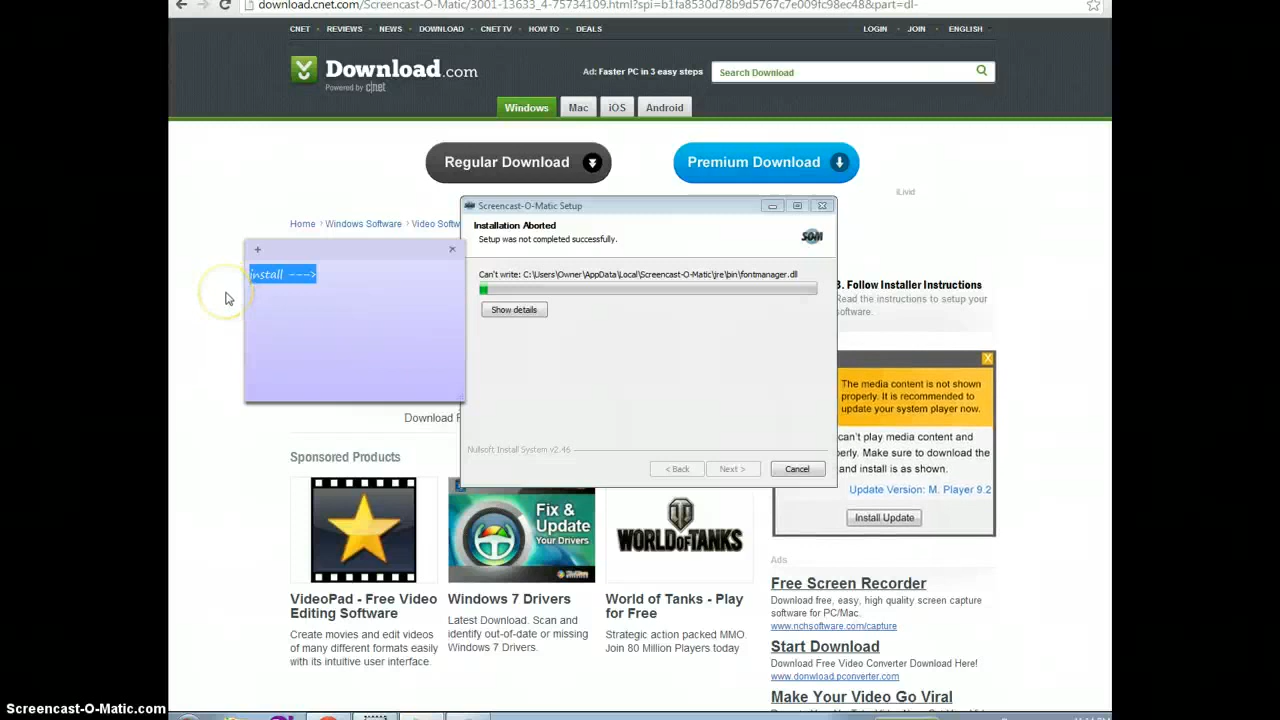 download.cnet.com/Screencast-O-Matic/3001-13633_4-75734109.html?spi=b1fa8530d78b9d5767c7e009fc98ec48&part=dl-
CNET REVIEWS NEWS DOWNLOAD CNET TV HOW TO DEALS LOGIN JOIN ENGLISH
Download.com
Powered by c|net
Ad: Faster PC in 3 easy steps
Search Download
Windows Mac iOS Android
Regular Download
Premium Download
iLivid
Home › Windows Software › Video Softw
Screencast-O-Matic Setup
Installation Aborted
Setup was not completed successfully.
SOM
+ ×
install --->
Can't write: C:\Users\Owner\AppData\Local\Screencast-O-Matic\jre\bin\fontmanager.dll
Show details
3. Follow Installer Instructions
Read the instructions to setup your
software.
X
The media content is not shown
properly. It is recommended to
update your system player now.
can't play media content and
erly. Make sure to download the
and install is as shown.
Update Version: M. Player 9.2
Install Update
Download
Nullsoft Install System v2.46
< Back Next > Cancel
Sponsored Products
Fix &
Update
Your Drivers
WORLD OF TANKS
VideoPad - Free Video
Editing Software
Create movies and edit videos
of many different formats easily
with its intuitive user interface.
Windows 7 Drivers
Latest Download. Scan and
identify out-of-date or missing
Windows 7 Drivers.
World of Tanks - Play
for Free
Strategic action packed MMO.
Join 80 Million Players today
Ads
Free Screen Recorder
Download free, easy, high quality screen capture
software for PC/Mac.
www.nchsoftware.com/capture
Start Download
Download Free Video Converter Download Here!
www.donwload.pconverter.com
Make Your Video Go Viral
Screencast-O-Matic.com